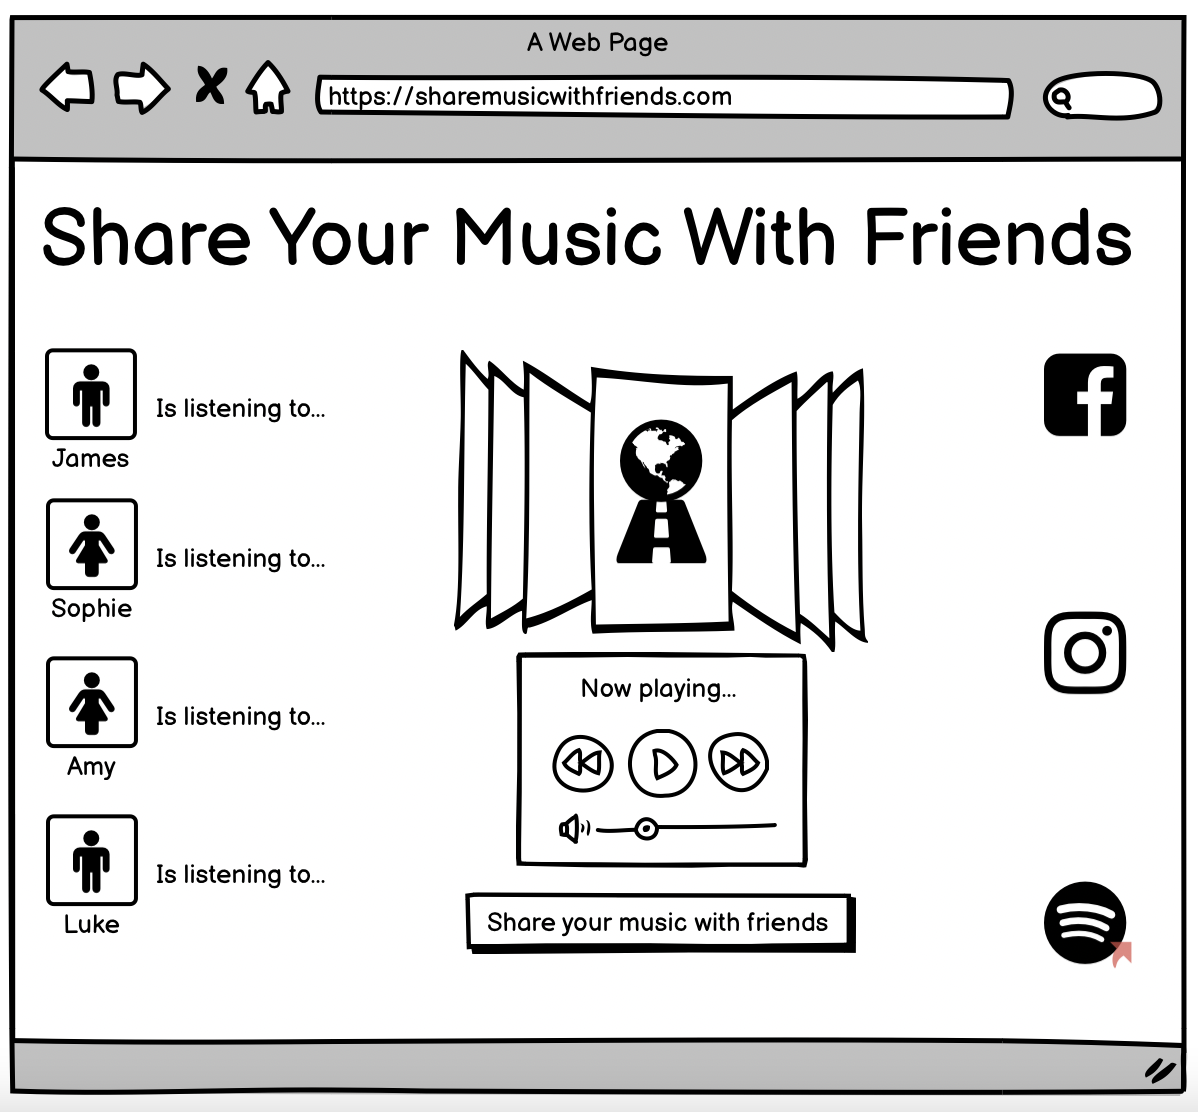 A Web Page
https://sharemusicwithfriends.com
Share Your Music With Friends
Is listening to...
James
Is listening to...
Sophie
Is listening to...
Amy
Is listening to...
Luke
Now playing...
Share your music with friends